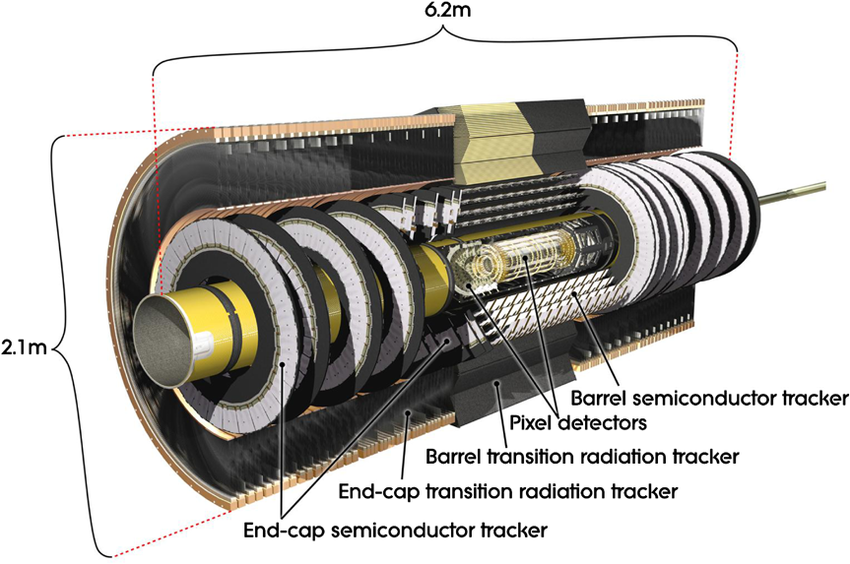 6.2m
2.1m
Barrel semiconductor tracker
Pixel detectors
Barrel transition radiation tracker
End-cap transition radiation tracker
End-cap semiconductor tracker